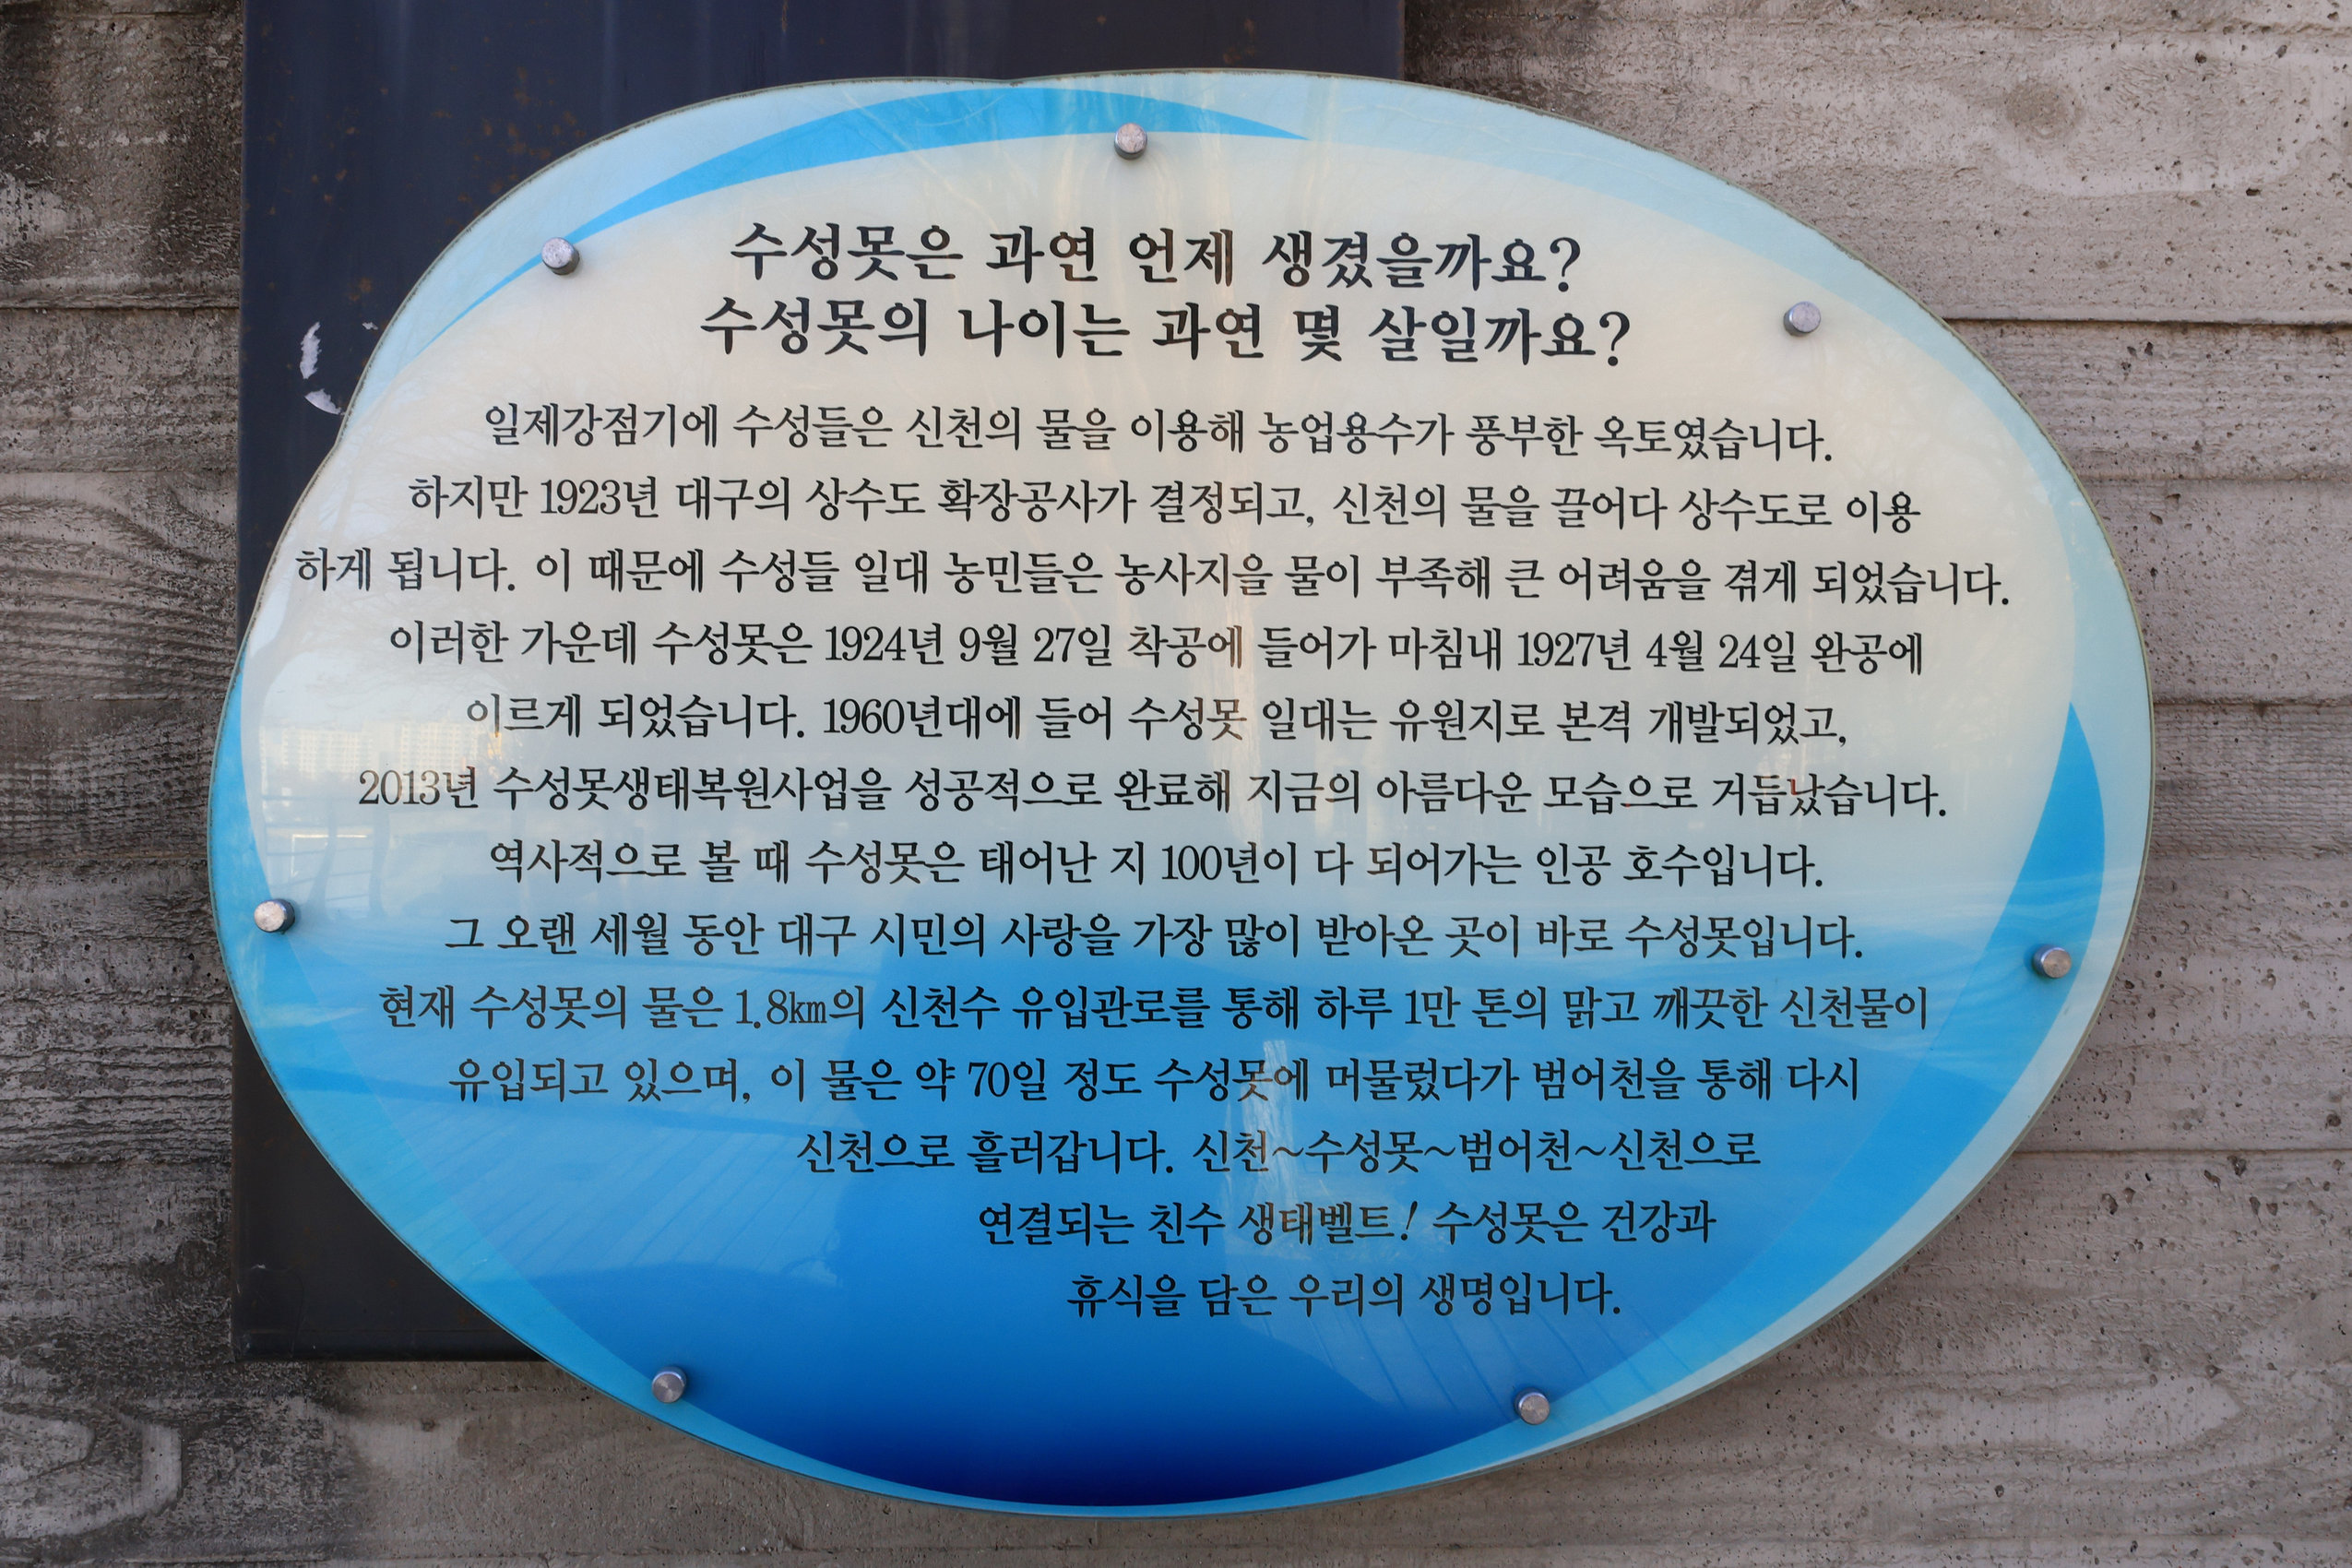 수성못은 과연 언제 생겼을까요?
수성못의 나이는 과연 몇 살일까요?
일제강점기에 수성들은 신천의 물을 이용해 농업용수가 풍부한 옥토였습니다.
하지만 1923년 대구의 상수도 확장공사가 결정되고, 신천의 물을 끌어다 상수도로 이용
하게 됩니다. 이 때문에 수성들 일대 농민들은 농사지을 물이 부족해 큰 어려움을 겪게 되었습니다.
이러한 가운데 수성못은 1924년 9월 27일 착공에 들어가 마침내 1927년 4월 24일 완공에
이르게 되었습니다. 1960년대에 들어 수성못 일대는 유원지로 본격 개발되었고,
2013년 수성못생태복원사업을 성공적으로 완료해 지금의 아름다운 모습으로 거듭났습니다.
역사적으로 볼 때 수성못은 태어난 지 100년이 다 되어가는 인공 호수입니다.
그 오랜 세월 동안 대구 시민의 사랑을 가장 많이 받아온 곳이 바로 수성못입니다.
현재 수성못의 물은 1.8㎞의 신천수 유입관로를 통해 하루 1만 톤의 맑고 깨끗한 신천물이
유입되고 있으며, 이 물은 약 70일 정도 수성못에 머물렀다가 범어천을 통해 다시
신천으로 흘러갑니다. 신천~수성못~범어천~신천으로
연결되는 친수 생태벨트! 수성못은 건강과
휴식을 담은 우리의 생명입니다.